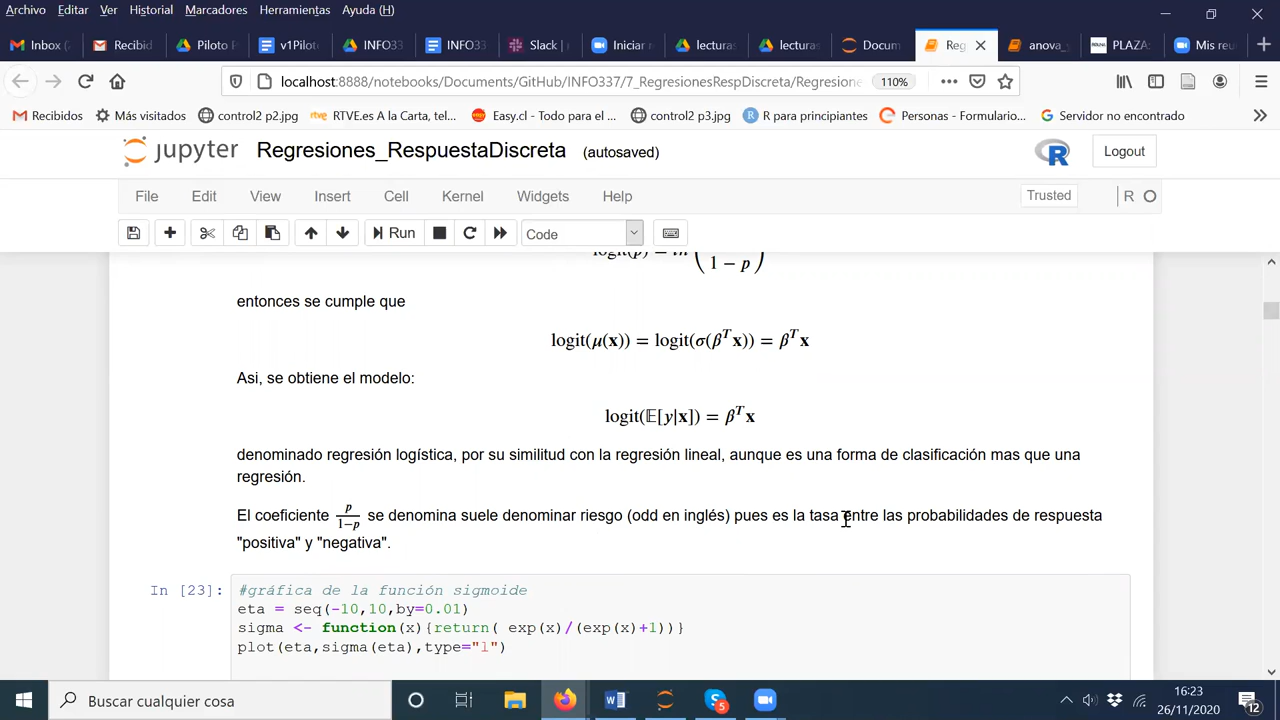 Archivo Editar Ver Historial Marcadores Herramientas Ayuda (H)
Inbox ( Recibid Piloto v1Pilot INFO33 INFO33 Slack Iniciar r lecturas lecturas Docum Reg anova_ PLAZA: Mis reu
localhost:8888/notebooks/Documents/GitHub/INFO337/7_RegresionesRespDiscreta/Regresione 110%
Recibidos Más visitados control2 p2.jpg RTVE.es A la Carta, tel... Easy.cl - Todo para el ... control2 p3.jpg R para principiantes Personas - Formulario... Servidor no encontrado
jupyter Regresiones_RespuestaDiscreta (autosaved) Logout
File Edit View Insert Cell Kernel Widgets Help Trusted R
Run Code
1 − p
entonces se cumple que
logit(μ(x)) = logit(σ(β^T x)) = β^T x
Asi, se obtiene el modelo:
logit(𝔼[y|x]) = β^T x
denominado regresión logística, por su similitud con la regresión lineal, aunque es una forma de clasificación mas que una
regresión.
El coeficiente p/1−p se denomina suele denominar riesgo (odd en inglés) pues es la tasa entre las probabilidades de respuesta
"positiva" y "negativa".
In [23]: #gráfica de la función sigmoide
eta = seq(-10,10,by=0.01)
sigma <- function(x){return( exp(x)/(exp(x)+1))}
plot(eta,sigma(eta),type="l")
Buscar cualquier cosa 5 16:23
26/11/2020 12